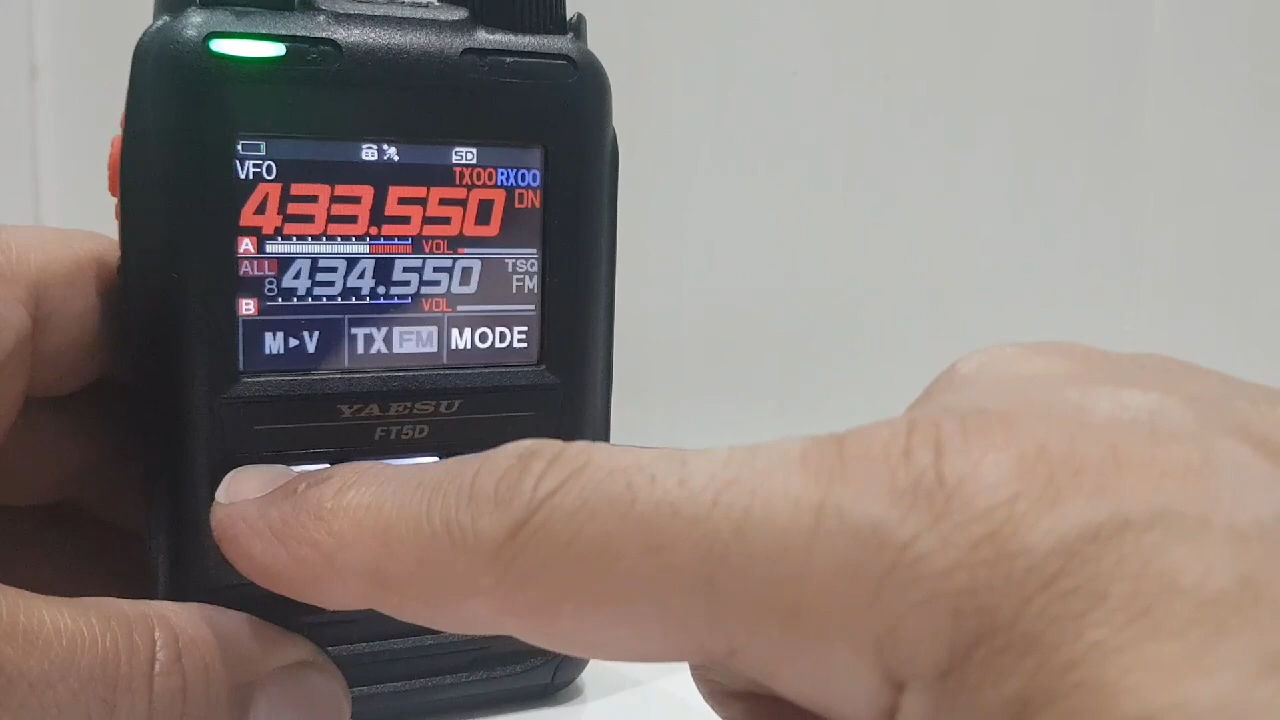 SD
VFO
TX00RX00
433.550 DN
A VOL
ALL 8 434.550 TSQ FM
B VOL
M▸V TX FM MODE
YAESU
FT5D